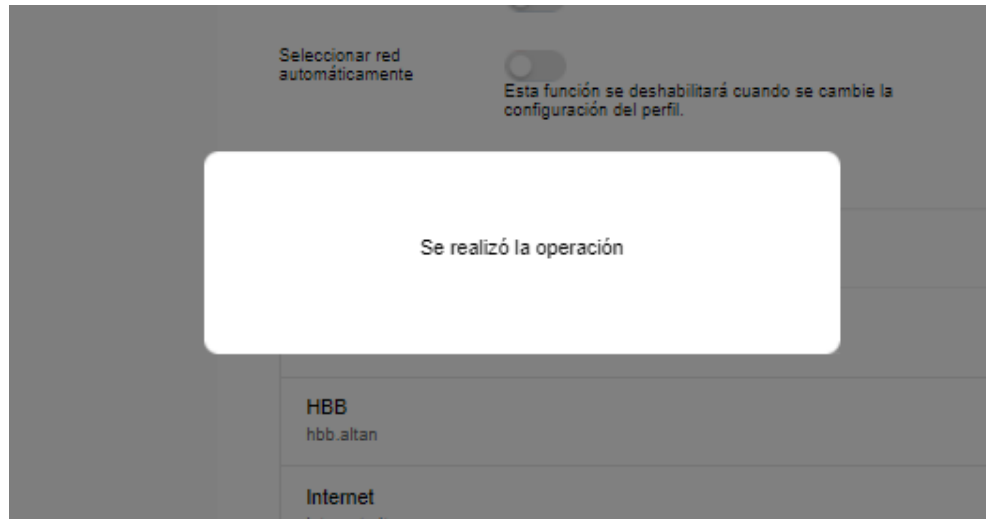 Seleccionar red
automáticamente
Esta función se deshabilitará cuando se cambie la
configuración del perfil.
Se realizó la operación
HBB
hbb.altan
Internet